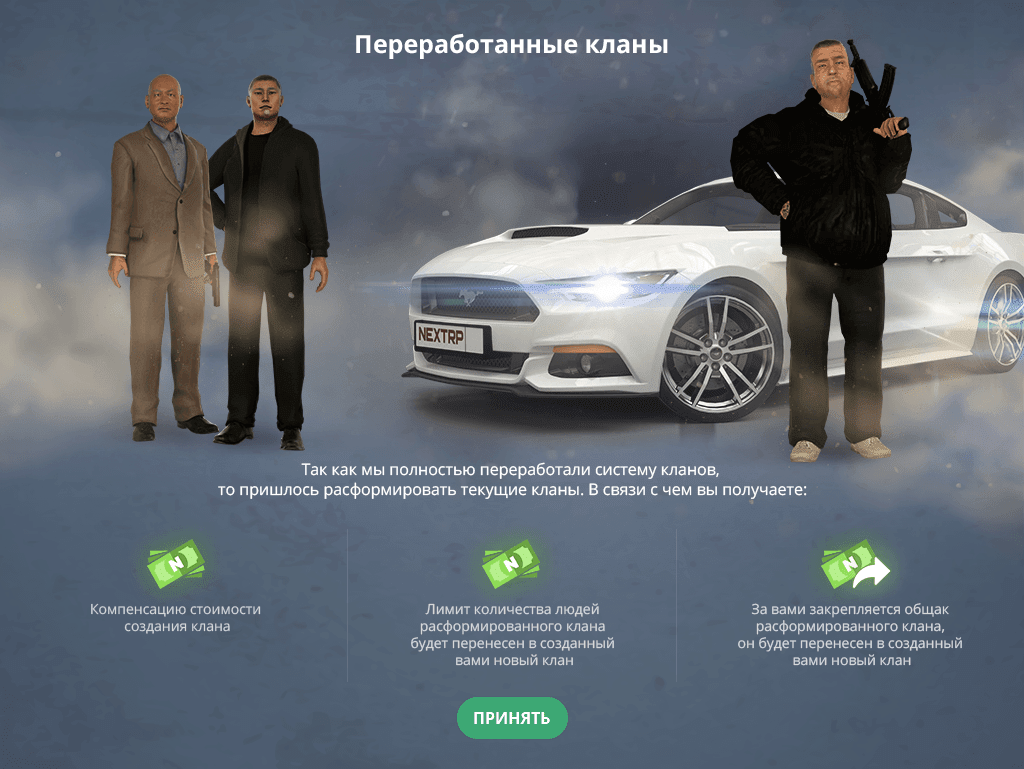 Переработанные кланы
NEXTRP
Так как мы полностью переработали систему кланов,
то пришлось расформировать текущие кланы. В связи с чем вы получаете:
N
Компенсацию стоимости
создания клана
N
Лимит количества людей
расформированного клана
будет перенесен в созданный
вами новый клан
N
За вами закрепляется общак
расформированного клана,
он будет перенесен в созданный
вами новый клан
ПРИНЯТЬ